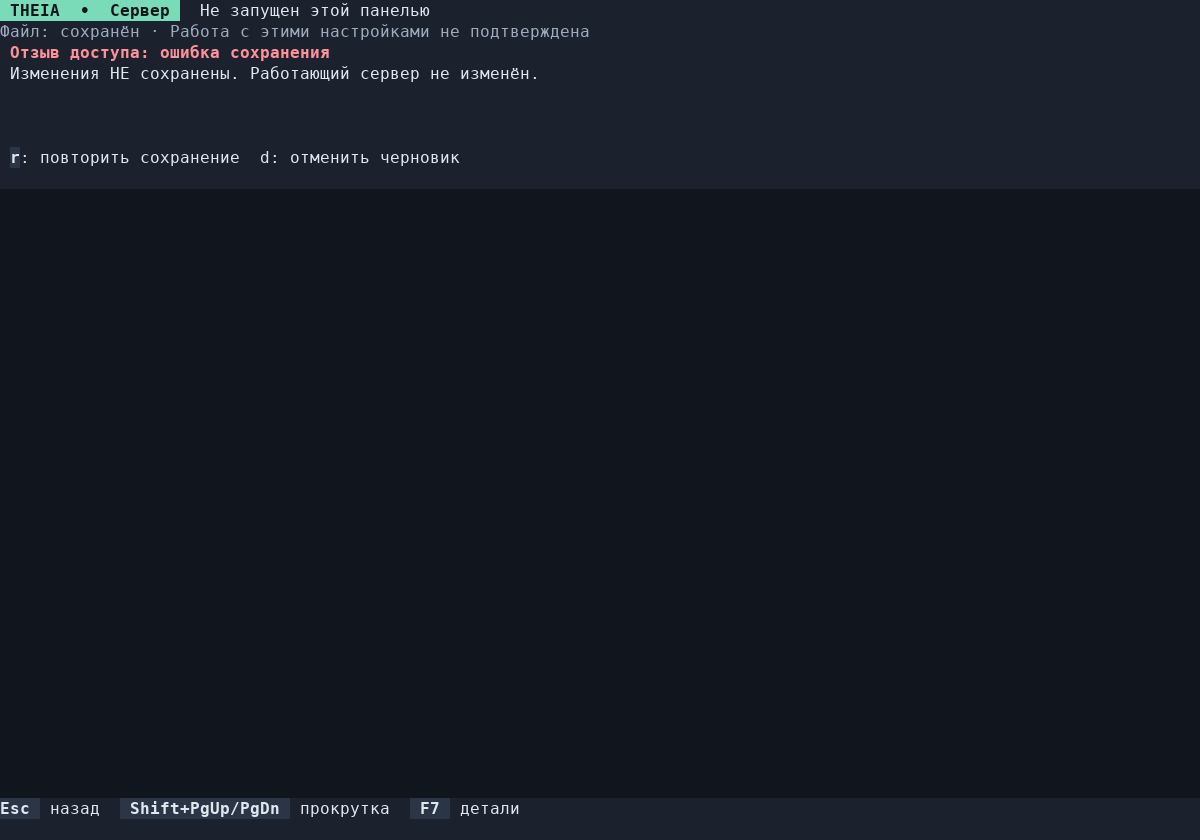 THEIA • Сервер Не запущен этой панелью
Файл: сохранён · Работа с этими настройками не подтверждена
Отзыв доступа: ошибка сохранения
Изменения НЕ сохранены. Работающий сервер не изменён.
r: повторить сохранение d: отменить черновик
Esc назад Shift+PgUp/PgDn прокрутка F7 детали